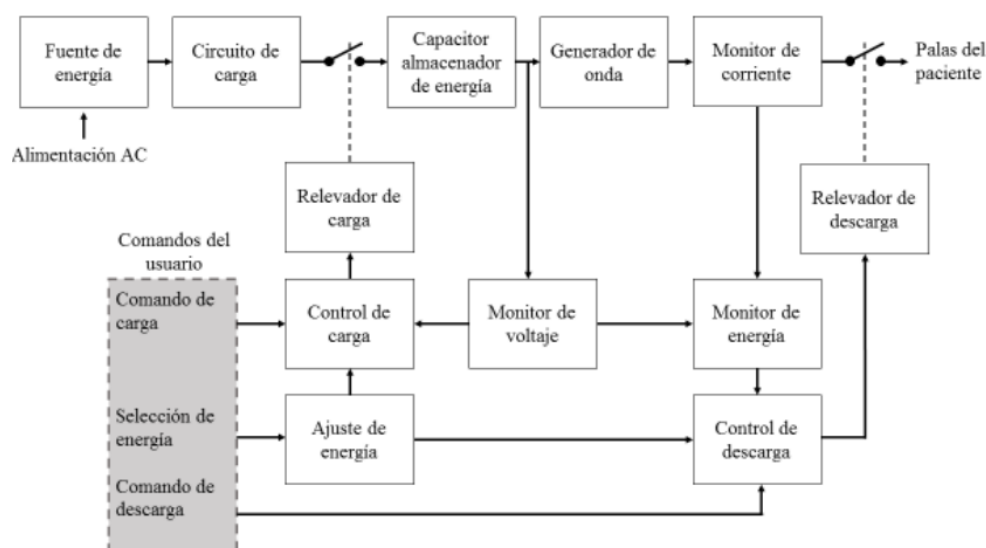 Fuente de
energía
Circuito de
carga
Capacitor
almacenador
de energía
Generador de
onda
Monitor de
corriente
Palas del
paciente
Alimentación AC
Relevador de
carga
Relevador de
descarga
Comandos del
usuario
Comando de
carga
Control de
carga
Monitor de
voltaje
Monitor de
energía
Selección de
energía
Ajuste de
energía
Control de
descarga
Comando de
descarga